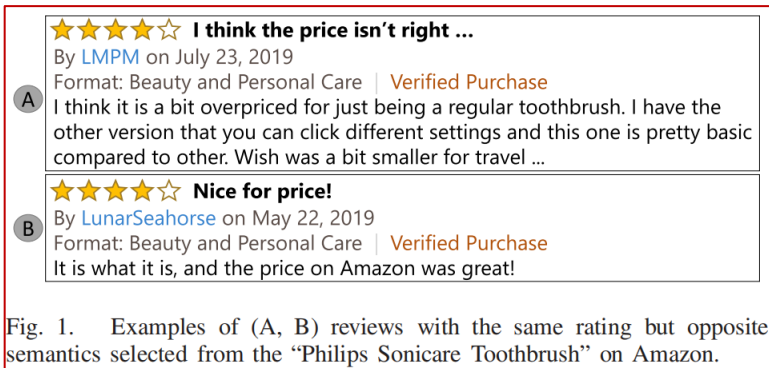 I think the price isn't right ...
By LMPM on July 23, 2019
Format: Beauty and Personal Care | Verified Purchase
A
I think it is a bit overpriced for just being a regular toothbrush. I have the
other version that you can click different settings and this one is pretty basic
compared to other. Wish was a bit smaller for travel ...
Nice for price!
By LunarSeahorse on May 22, 2019
B
Format: Beauty and Personal Care | Verified Purchase
It is what it is, and the price on Amazon was great!
Fig. 1. Examples of (A, B) reviews with the same rating but opposite
semantics selected from the “Philips Sonicare Toothbrush” on Amazon.